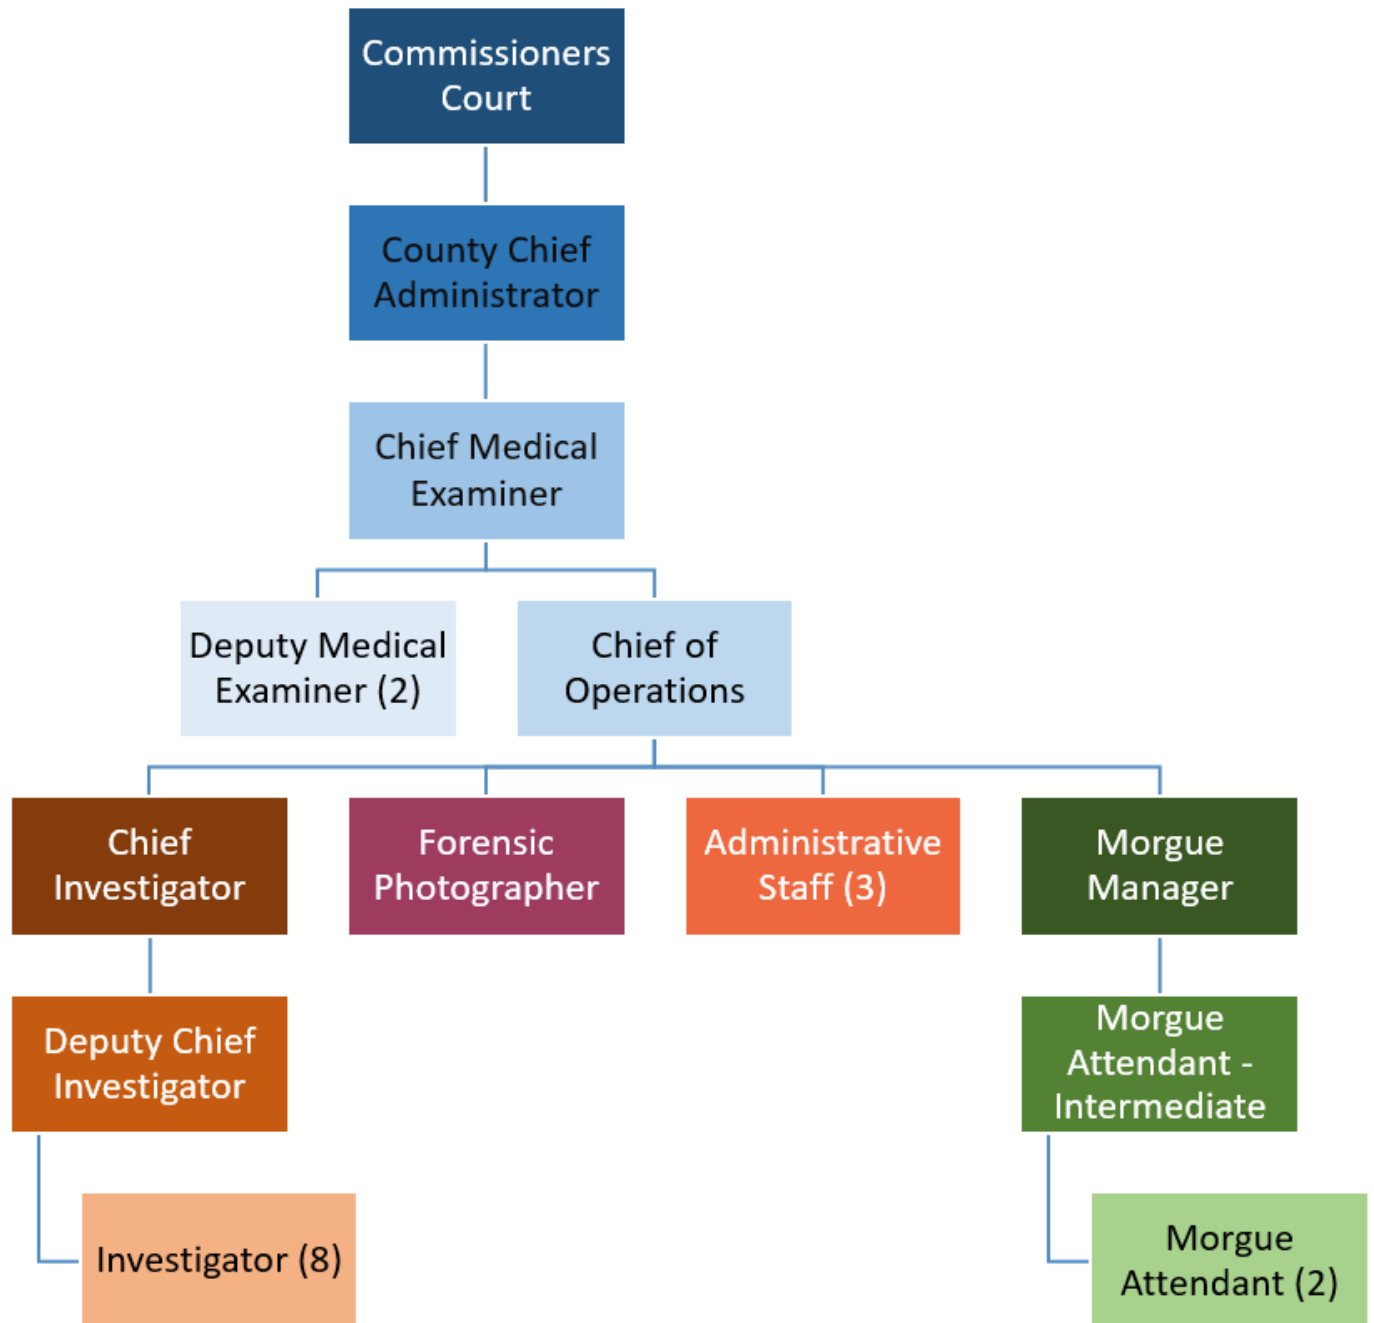 Commissioners
Court
County Chief
Administrator
Chief Medical
Examiner
Deputy Medical
Examiner (2)
Chief of
Operations
Chief
Investigator
Forensic
Photographer
Administrative
Staff (3)
Morgue
Manager
Deputy Chief
Investigator
Morgue
Attendant -
Intermediate
Investigator (8)
Morgue
Attendant (2)